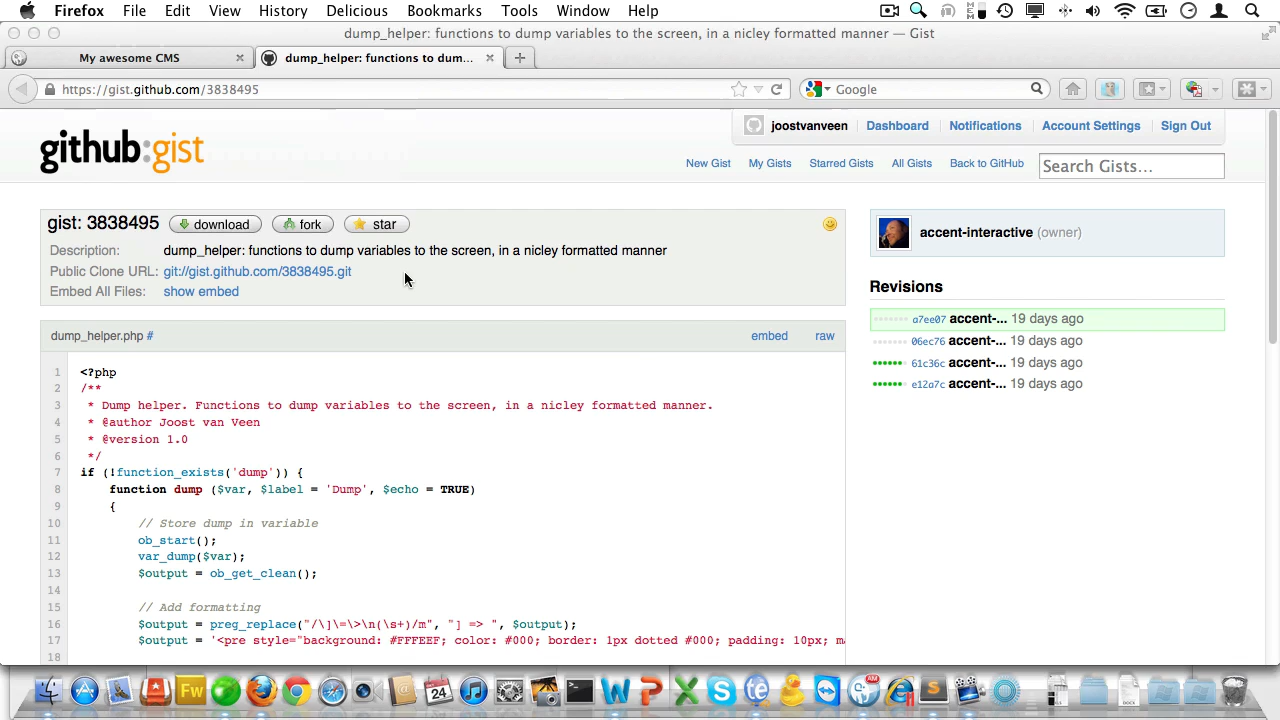 Firefox File Edit View History Delicious Bookmarks Tools Window Help
dump_helper: functions to dump variables to the screen, in a nicley formatted manner — Gist
My awesome CMS
dump_helper: functions to dum...
https://gist.github.com/3838495
Google
joostvanveen Dashboard Notifications Account Settings Sign Out
github:gist
New Gist My Gists Starred Gists All Gists Back to GitHub Search Gists...
gist: 3838495 download fork star
Description: dump_helper: functions to dump variables to the screen, in a nicley formatted manner
Public Clone URL: git://gist.github.com/3838495.git
Embed All Files: show embed
accent-interactive (owner)
Revisions
a7ee07 accent-... 19 days ago
06ec76 accent-... 19 days ago
61c36c accent-... 19 days ago
e12a7c accent-... 19 days ago
dump_helper.php # embed raw
1 <?php
2 /**
3 * Dump helper. Functions to dump variables to the screen, in a nicley formatted manner.
4 * @author Joost van Veen
5 * @version 1.0
6 */
7 if (!function_exists('dump')) {
8 function dump ($var, $label = 'Dump', $echo = TRUE)
9 {
10 // Store dump in variable
11 ob_start();
12 var_dump($var);
13 $output = ob_get_clean();
14
15 // Add formatting
16 $output = preg_replace("/\]\=\>\n(\s+)/m", "] => ", $output);
17 $output = '<pre style="background: #FFFEEF; color: #000; border: 1px dotted #000; padding: 10px;
18
Fw
24